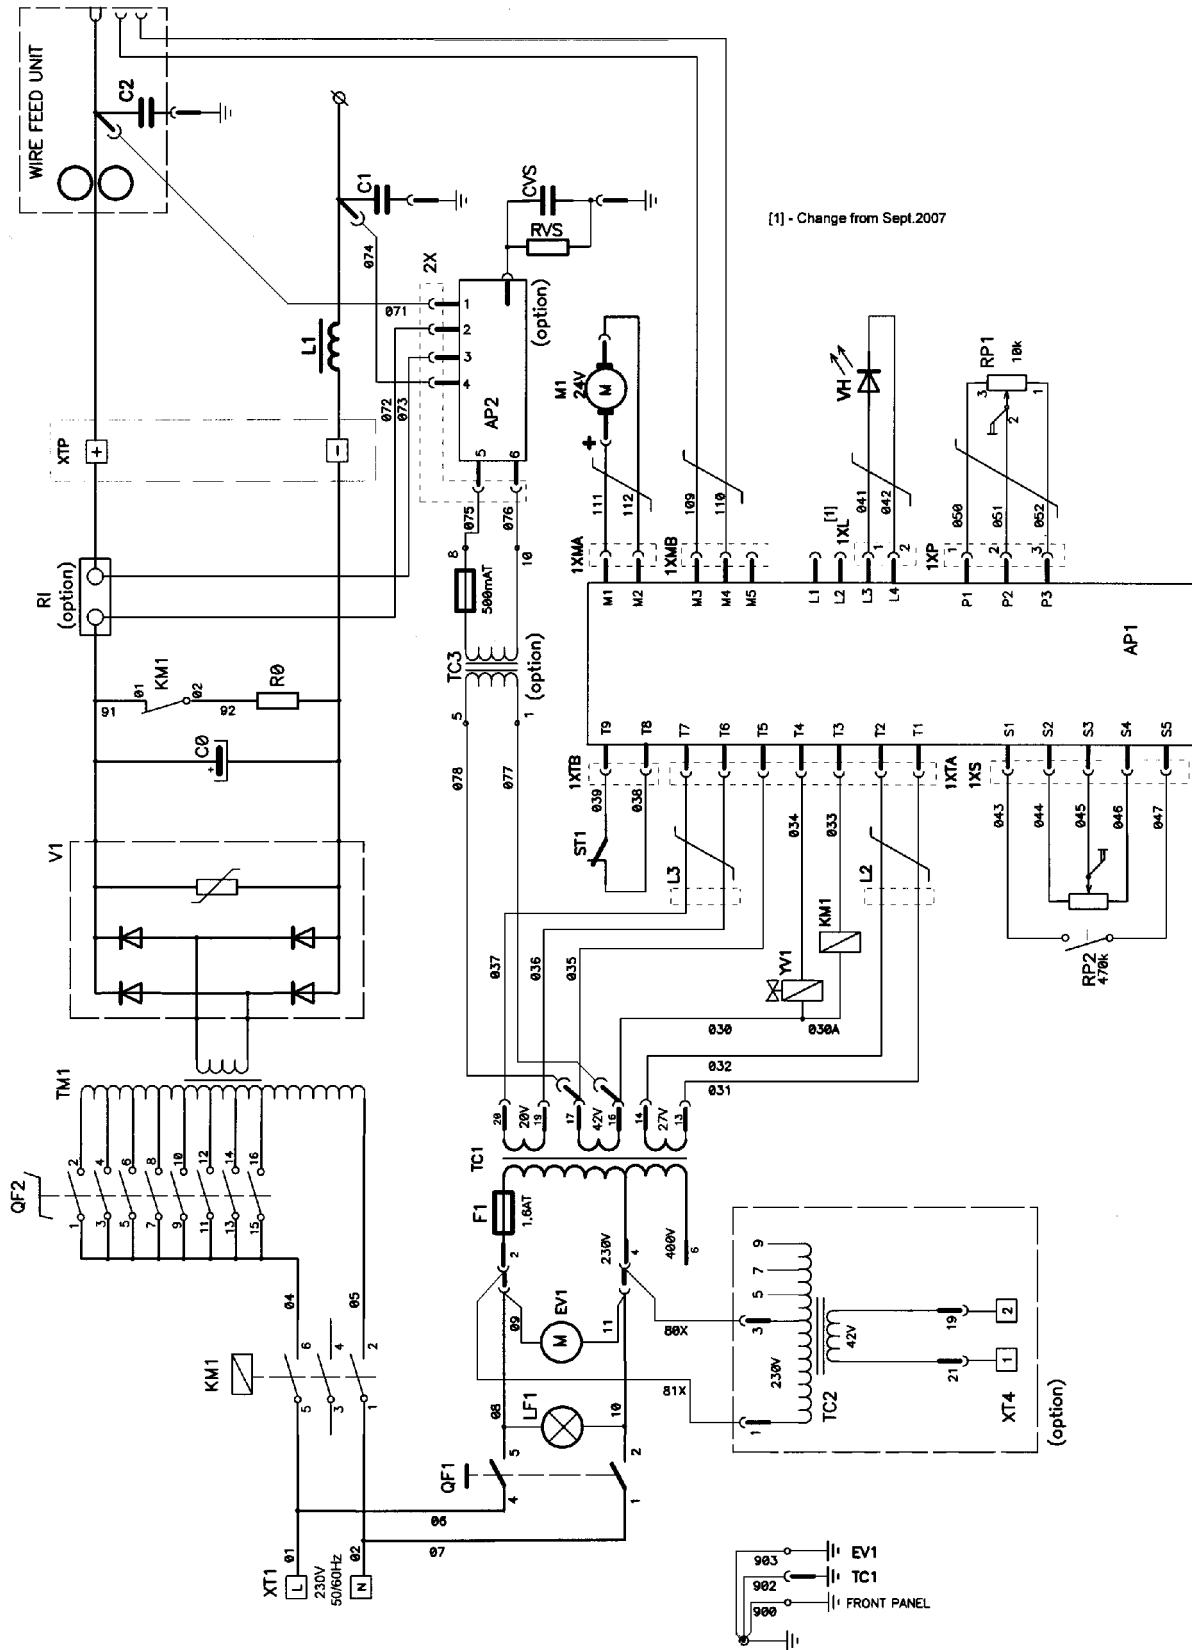 WIRE FEED UNIT
C2
C1
074
CVS
RVS
[1] - Change from Sept.2007
L1
XTP
+
-
071
072
073
2X
1
2
3
4
5
6
AP2
(option)
RI
(option)
KM1
01
02
91
92
R0
+
C0
075
076
8
10
500mAT
TC3
(option)
5
1
078
077
V1
M1
24V
M
+
111
112
109
110
VH
041
042
RP1
10k
3
2
1
050
051
052
1XMA
1XMB
1XL
[1]
1
2
1XP
1
2
3
M1
M2
M3
M4
M5
L1
L2
L3
L4
P1
P2
P3
AP1
T9
T8
T7
T6
T5
T4
T3
T2
T1
S1
S2
S3
S4
S5
1XTB
1XTA
1XS
039
038
034
033
043
044
045
046
047
ST1
L3
L2
KM1
YV1
RP2
470k
037
036
035
030
030A
032
031
TM1
QF2
1
2
3
4
5
6
7
8
9
10
11
12
13
14
15
16
04
05
KM1
5
6
3
4
1
2
TC1
20
20V
19
17
42V
16
14
27V
13
F1
1.6AT
2
230V
4
400V
6
09
EV1
M
11
80X
81X
08
LF1
10
QF1
5
4
2
1
06
07
XT1
L
01
230V
50/60Hz
N
02
9
7
5
3
1
230V
42V
TC2
19
21
2
1
XT4
(option)
903
EV1
902
TC1
900
FRONT PANEL